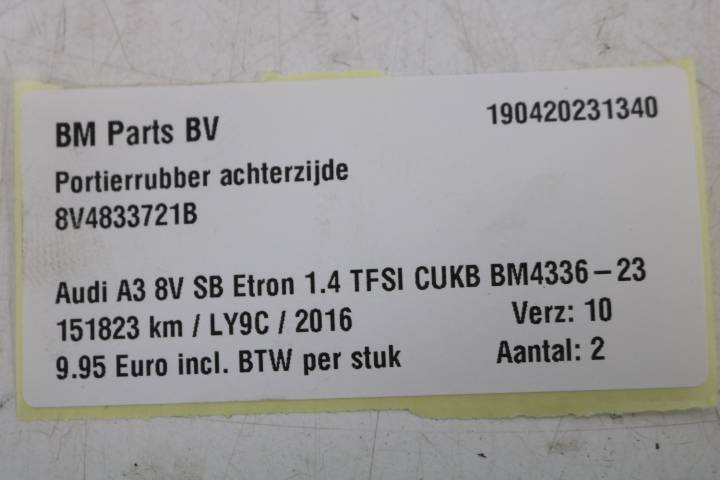 BM Parts BV 190420231340
Portierrubber achterzijde
8V4833721B
Audi A3 8V SB Etron 1.4 TFSI CUKB BM4336-23
151823 km / LY9C / 2016 Verz: 10
9.95 Euro incl. BTW per stuk Aantal: 2